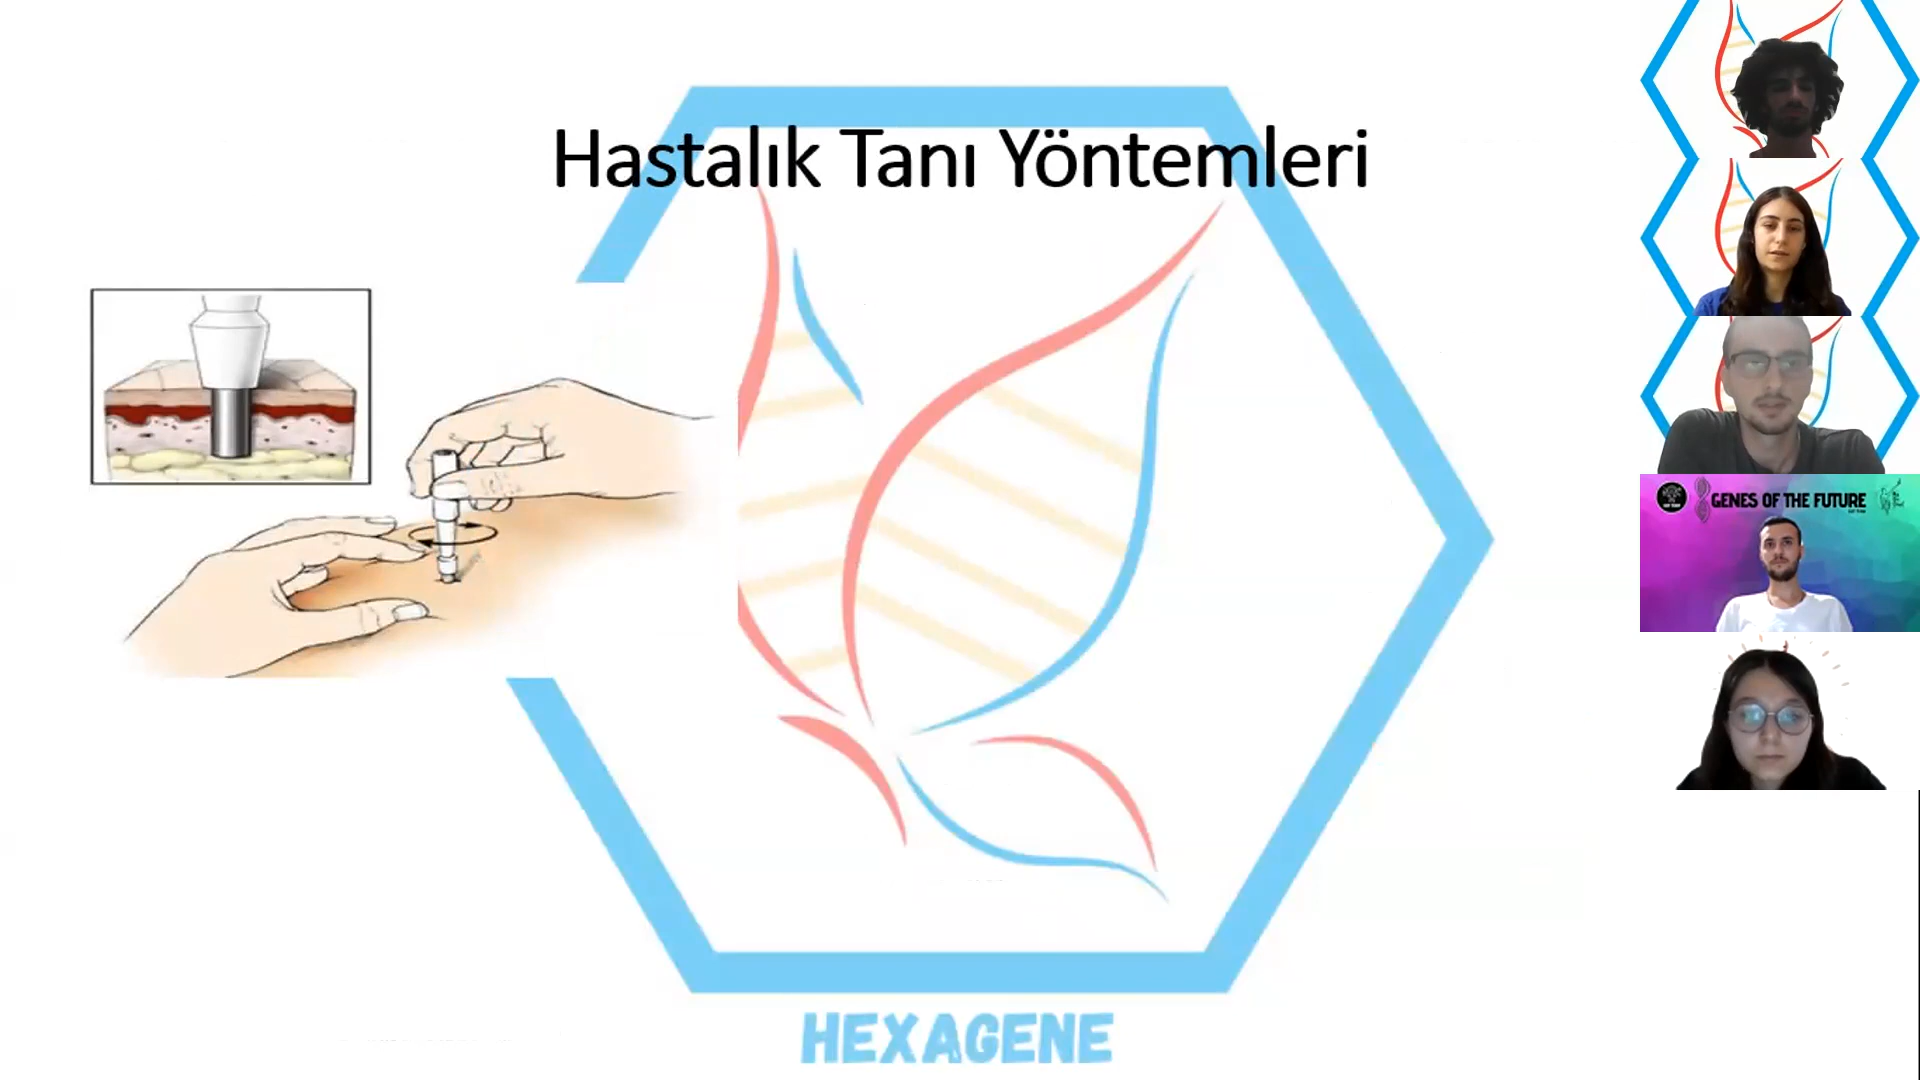 Hastalık Tanı Yöntemleri
GENES OF THE FUTURE
HEXAGENE